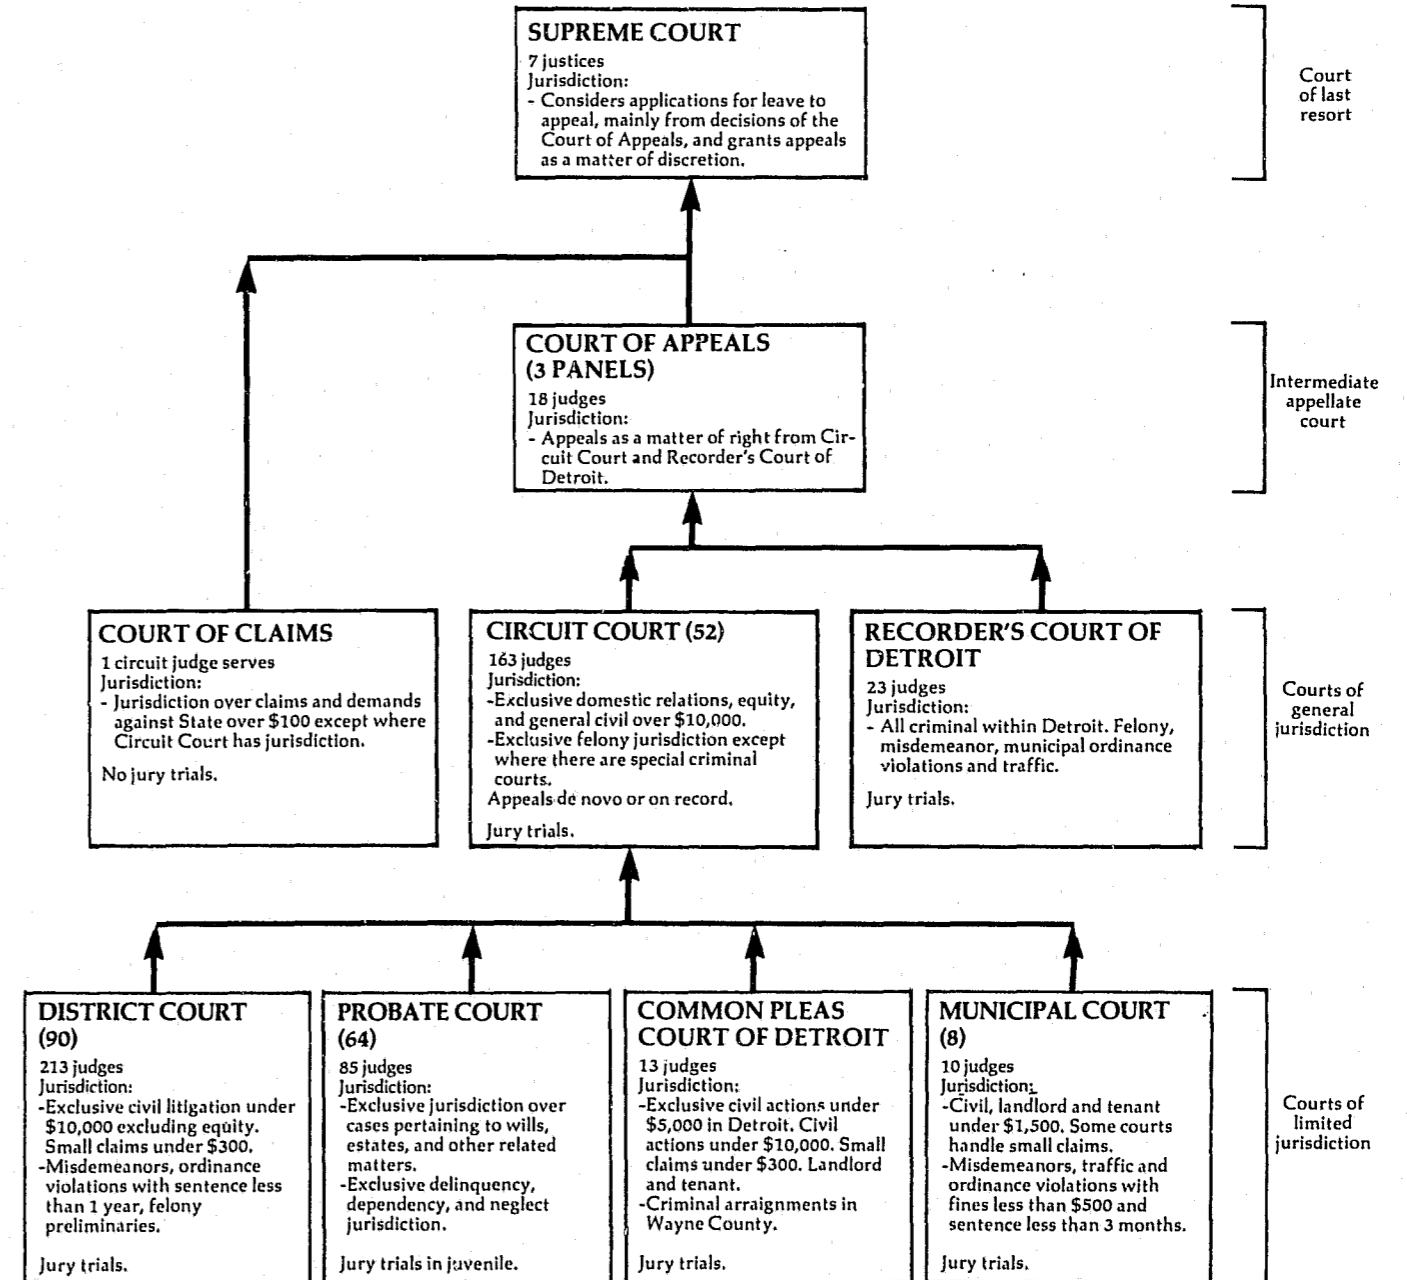 SUPREME COURT
7 justices
Jurisdiction:
- Considers applications for leave to
appeal, mainly from decisions of the
Court of Appeals, and grants appeals
as a matter of discretion.
Court
of last
resort
COURT OF APPEALS
(3 PANELS)
18 judges
Jurisdiction:
- Appeals as a matter of right from Cir-
cuit Court and Recorder's Court of
Detroit.
Intermediate
appellate
court
COURT OF CLAIMS
1 circuit judge serves
Jurisdiction:
- Jurisdiction over claims and demands
against State over $100 except where
Circuit Court has jurisdiction.
No jury trials.
CIRCUIT COURT (52)
163 judges
Jurisdiction:
-Exclusive domestic relations, equity,
and general civil over $10,000.
-Exclusive felony jurisdiction except
where there are special criminal
courts.
Appeals de novo or on record.
Jury trials.
RECORDER'S COURT OF
DETROIT
23 judges
Jurisdiction:
- All criminal within Detroit. Felony,
misdemeanor, municipal ordinance
violations and traffic.
Jury trials.
Courts of
general
jurisdiction
DISTRICT COURT
(90)
213 judges
Jurisdiction:
-Exclusive civil litigation under
$10,000 excluding equity.
Small claims under $300.
-Misdemeanors, ordinance
violations with sentence less
than 1 year, felony
preliminaries.
Jury trials.
PROBATE COURT
(64)
85 judges
Jurisdiction:
-Exclusive jurisdiction over
cases pertaining to wills,
estates, and other related
matters.
-Exclusive delinquency,
dependency, and neglect
jurisdiction.
Jury trials in juvenile.
COMMON PLEAS
COURT OF DETROIT
13 judges
Jurisdiction:
-Exclusive civil actions under
$5,000 in Detroit. Civil
actions under $10,000. Small
claims under $300. Landlord
and tenant.
-Criminal arraignments in
Wayne County.
Jury trials.
MUNICIPAL COURT
(8)
10 judges
Jurisdiction:
-Civil, landlord and tenant
under $1,500. Some courts
handle small claims.
-Misdemeanors, traffic and
ordinance violations with
fines less than $500 and
sentence less than 3 months.
Jury trials.
Courts of
limited
jurisdiction